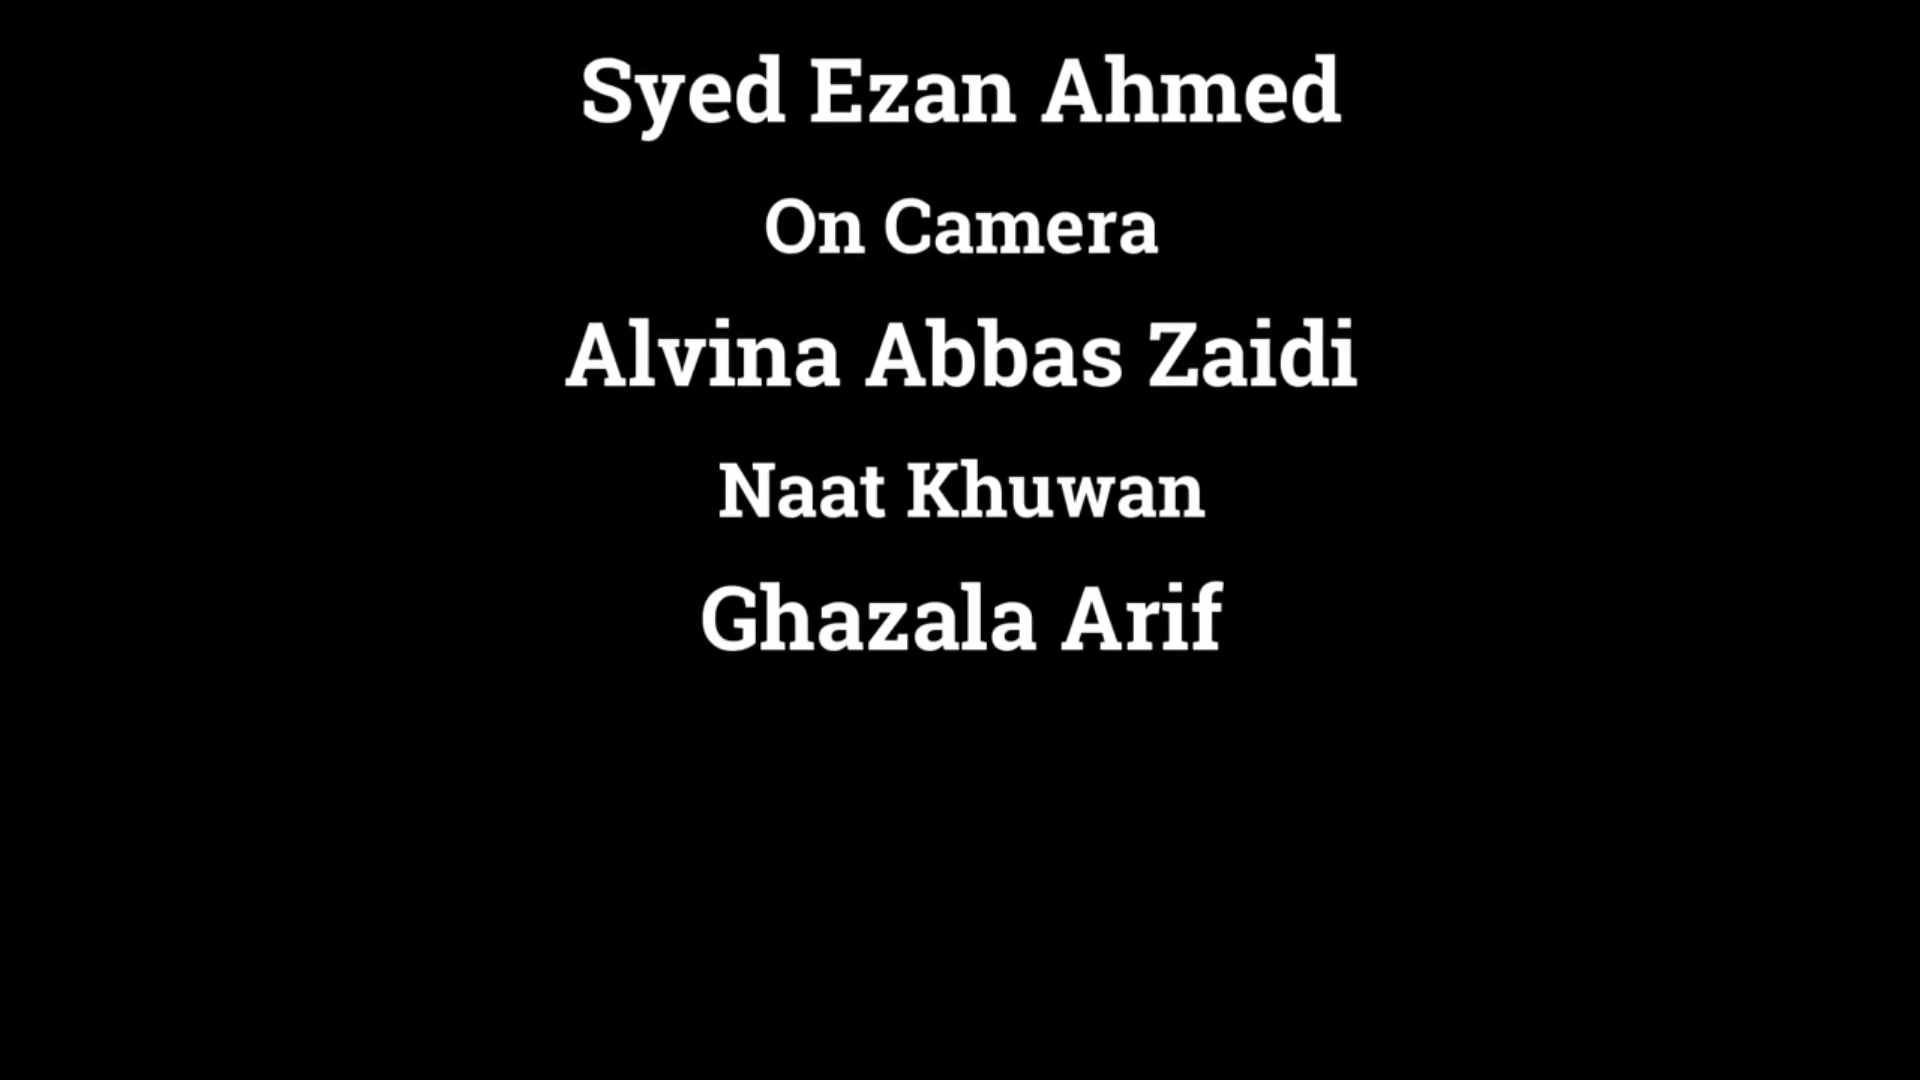 Syed Ezan Ahmed
On Camera
Alvina Abbas Zaidi
Naat Khuwan
Ghazala Arif